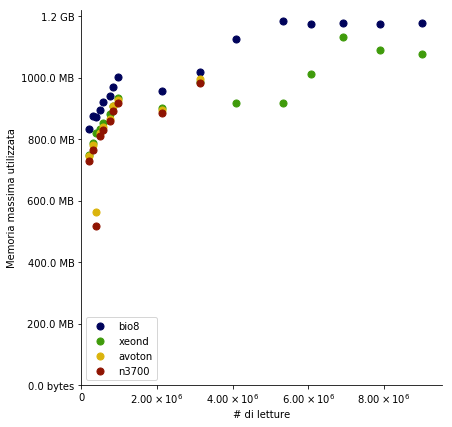 1.2 GB
1000.0 MB
800.0 MB
600.0 MB
400.0 MB
200.0 MB
0.0 bytes
Memoria massima utilizzata
bio8
xeond
avoton
n3700
0 2.00 × 10⁶ 4.00 × 10⁶ 6.00 × 10⁶ 8.00 × 10⁶
# di letture